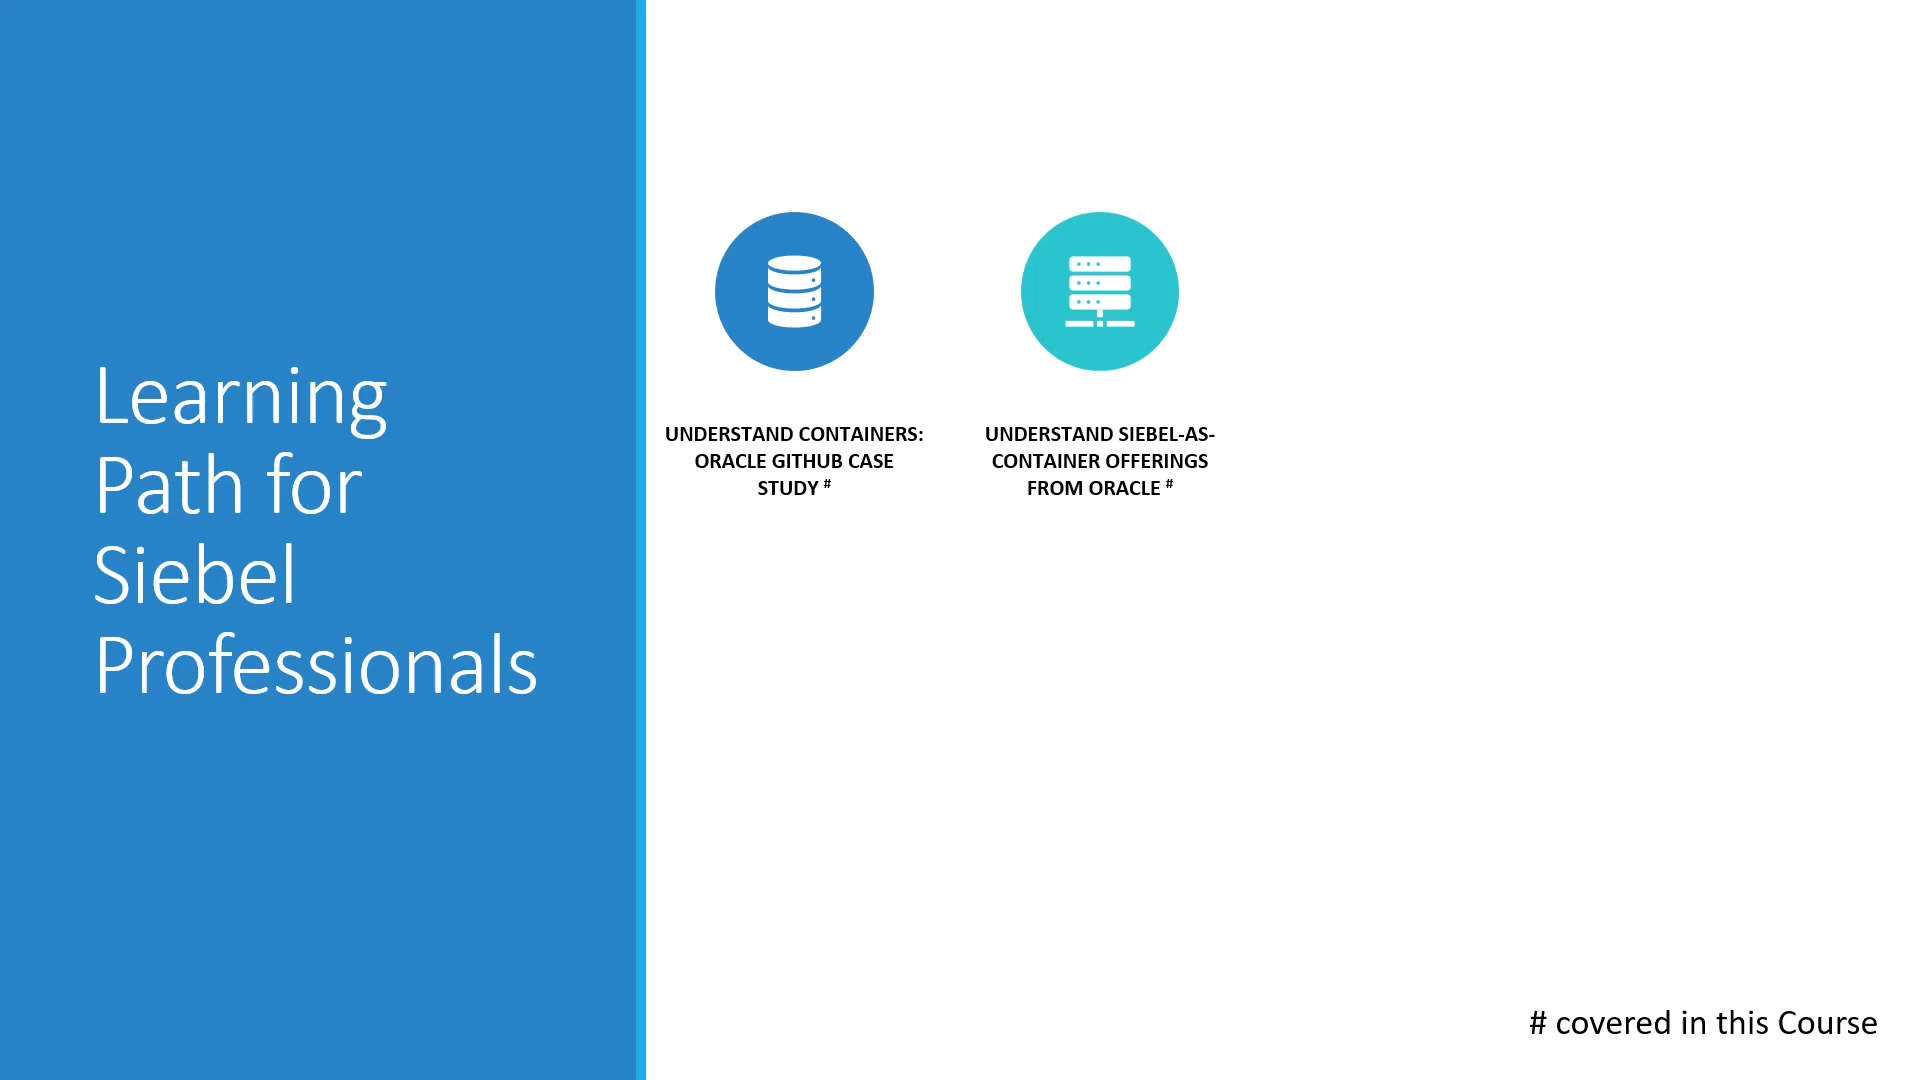 Learning
Path for
Siebel
Professionals
UNDERSTAND CONTAINERS:
ORACLE GITHUB CASE
STUDY #
UNDERSTAND SIEBEL-AS-
CONTAINER OFFERINGS
FROM ORACLE #
# covered in this Course